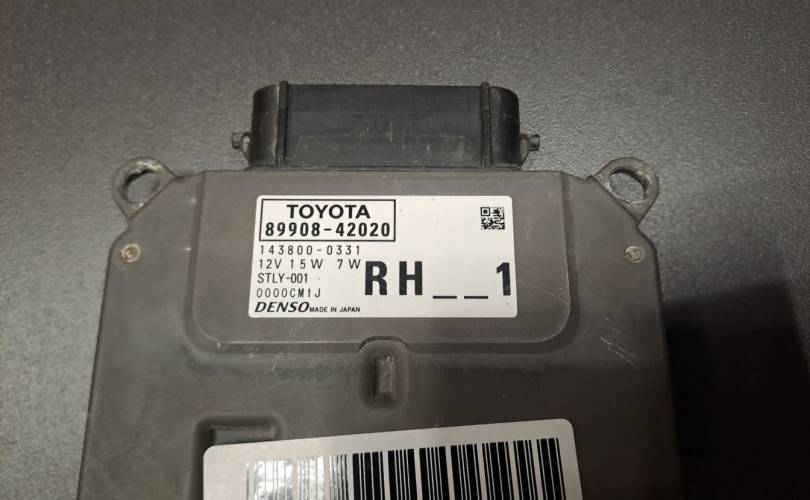 TOYOTA
89908-42020
143800-0331
12V 15W 7W
STLY-001
0000CM1J
RH__1
DENSO MADE IN JAPAN